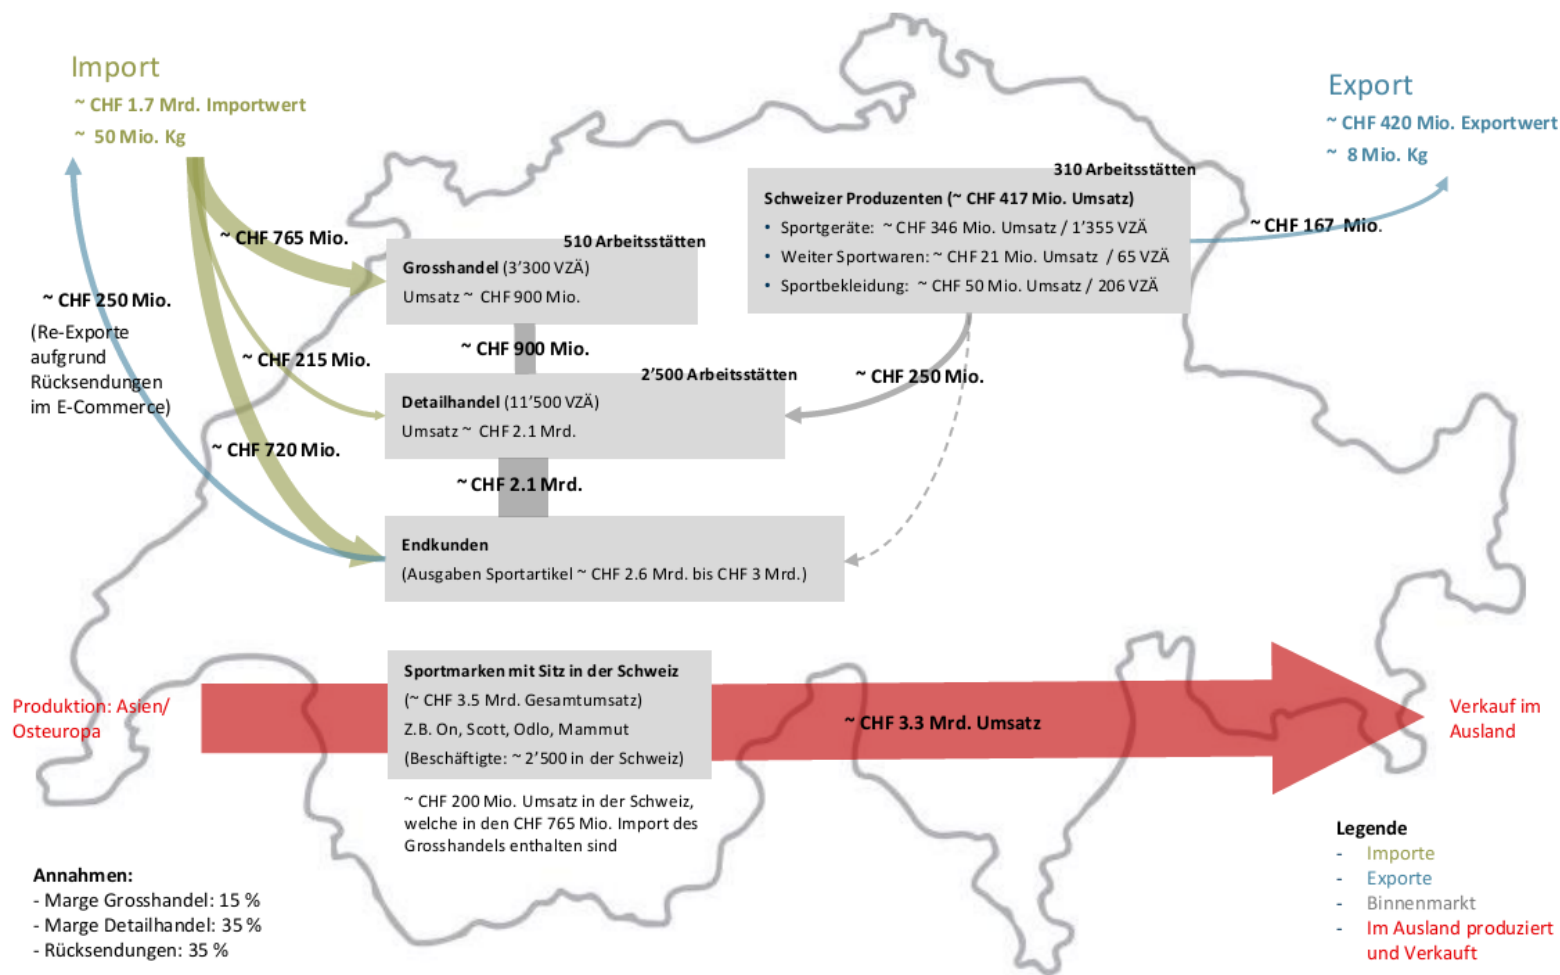 Import
~ CHF 1.7 Mrd. Importwert
~ 50 Mio. Kg
Export
~ CHF 420 Mio. Exportwert
~ 8 Mio. Kg
310 Arbeitsstätten
Schweizer Produzenten (~ CHF 417 Mio. Umsatz)
• Sportgeräte: ~ CHF 346 Mio. Umsatz / 1’355 VZÄ
• Weiter Sportwaren: ~ CHF 21 Mio. Umsatz / 65 VZÄ
• Sportbekleidung: ~ CHF 50 Mio. Umsatz / 206 VZÄ
~ CHF 167 Mio.
~ CHF 765 Mio.
510 Arbeitsstätten
Grosshandel (3’300 VZÄ)
Umsatz ~ CHF 900 Mio.
~ CHF 250 Mio.
(Re-Exporte
aufgrund
Rücksendungen
im E-Commerce)
~ CHF 215 Mio.
~ CHF 900 Mio.
2’500 Arbeitsstätten
~ CHF 250 Mio.
Detailhandel (11’500 VZÄ)
Umsatz ~ CHF 2.1 Mrd.
~ CHF 720 Mio.
~ CHF 2.1 Mrd.
Endkunden
(Ausgaben Sportartikel ~ CHF 2.6 Mrd. bis CHF 3 Mrd.)
Produktion: Asien/
Osteuropa
Sportmarken mit Sitz in der Schweiz
(~ CHF 3.5 Mrd. Gesamtumsatz)
Z.B. On, Scott, Odlo, Mammut
(Beschäftigte: ~ 2’500 in der Schweiz)
~ CHF 3.3 Mrd. Umsatz
Verkauf im
Ausland
~ CHF 200 Mio. Umsatz in der Schweiz,
welche in den CHF 765 Mio. Import des
Grosshandels enthalten sind
Annahmen:
- Marge Grosshandel: 15 %
- Marge Detailhandel: 35 %
- Rücksendungen: 35 %
Legende
- Importe
- Exporte
- Binnenmarkt
- Im Ausland produziert
und Verkauft